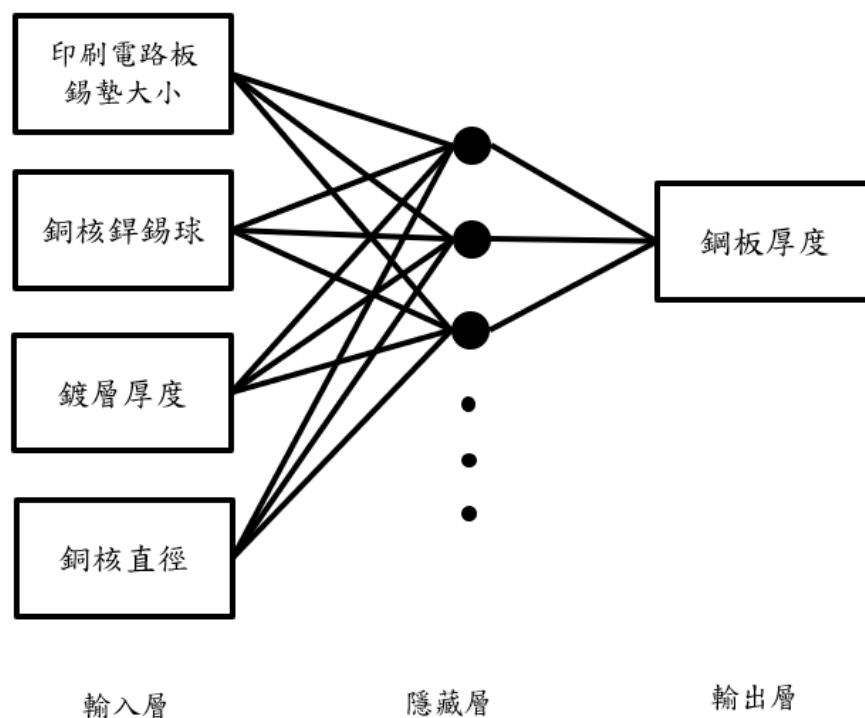 印刷電路板
錫墊大小
銅核銲錫球
鍍層厚度
銅核直徑
鋼板厚度
輸入層
隱藏層
輸出層